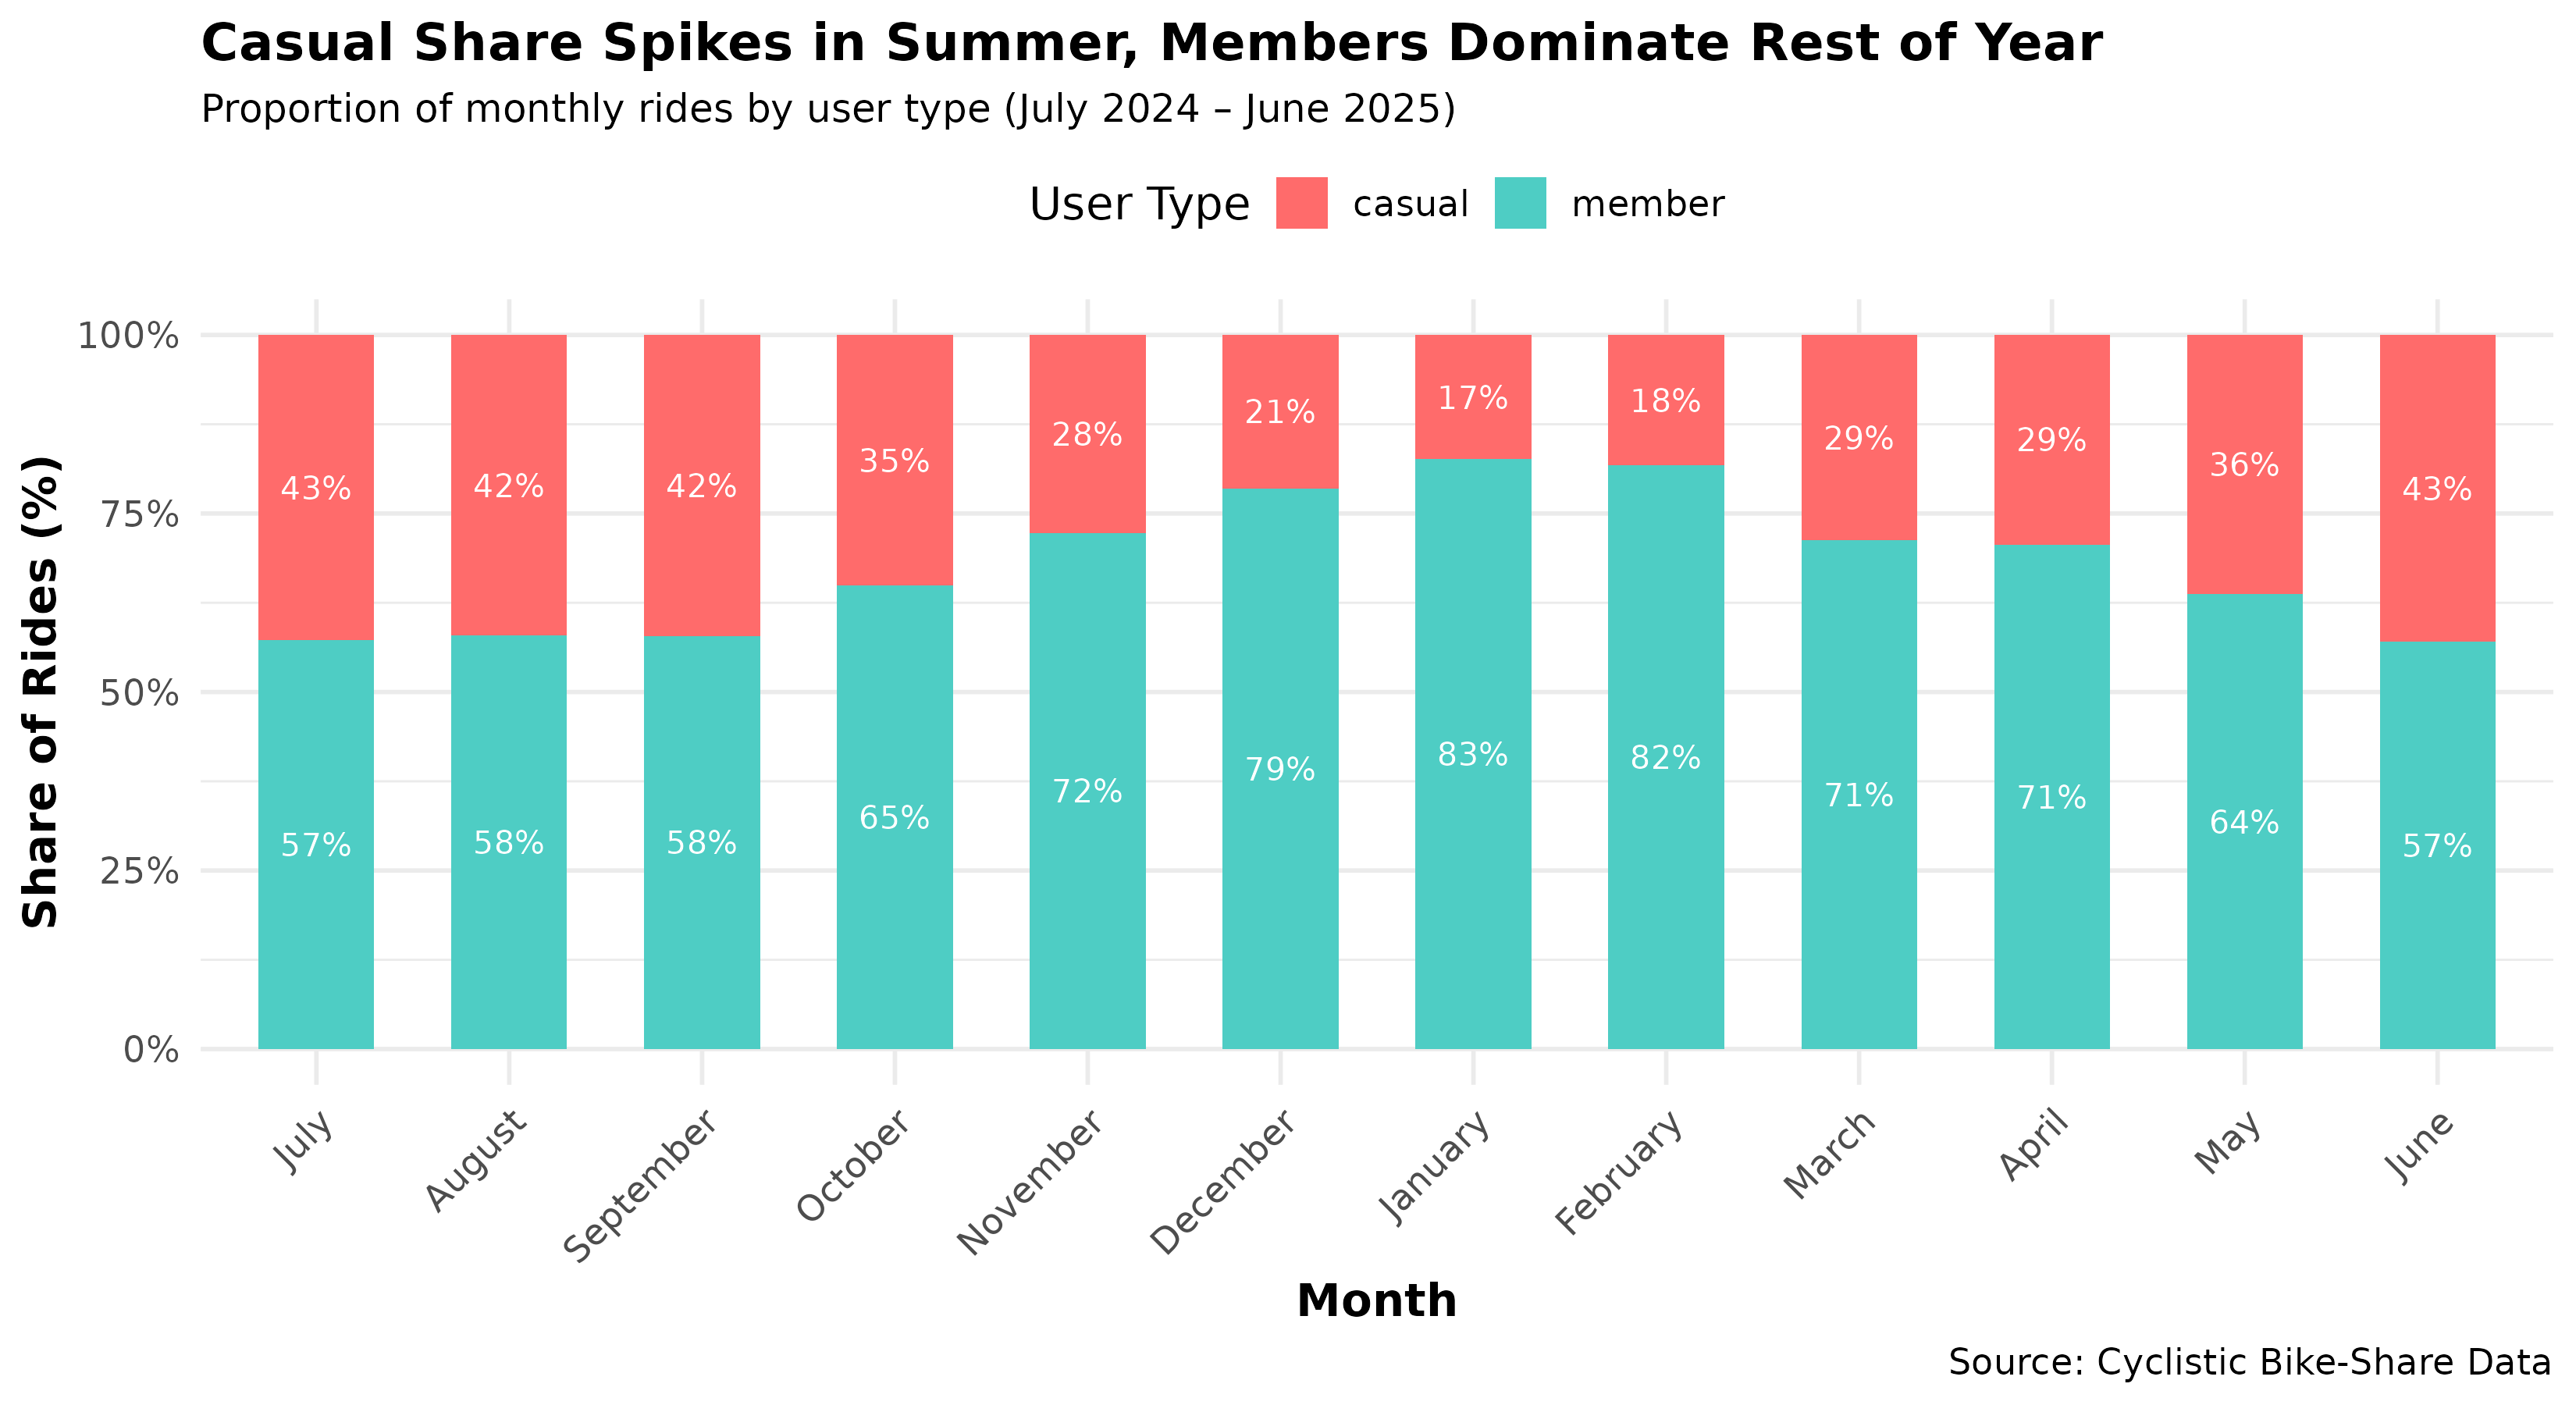 Casual Share Spikes in Summer, Members Dominate Rest of Year
Proportion of monthly rides by user type (July 2024 – June 2025)
User Type casual member
Share of Rides (%)
100%
75%
50%
25%
0%
43% 42% 42% 35% 28% 21% 17% 18% 29% 29% 36% 43%
57% 58% 58% 65% 72% 79% 83% 82% 71% 71% 64% 57%
July August September October November December January February March April May June
Month
Source: Cyclistic Bike-Share Data